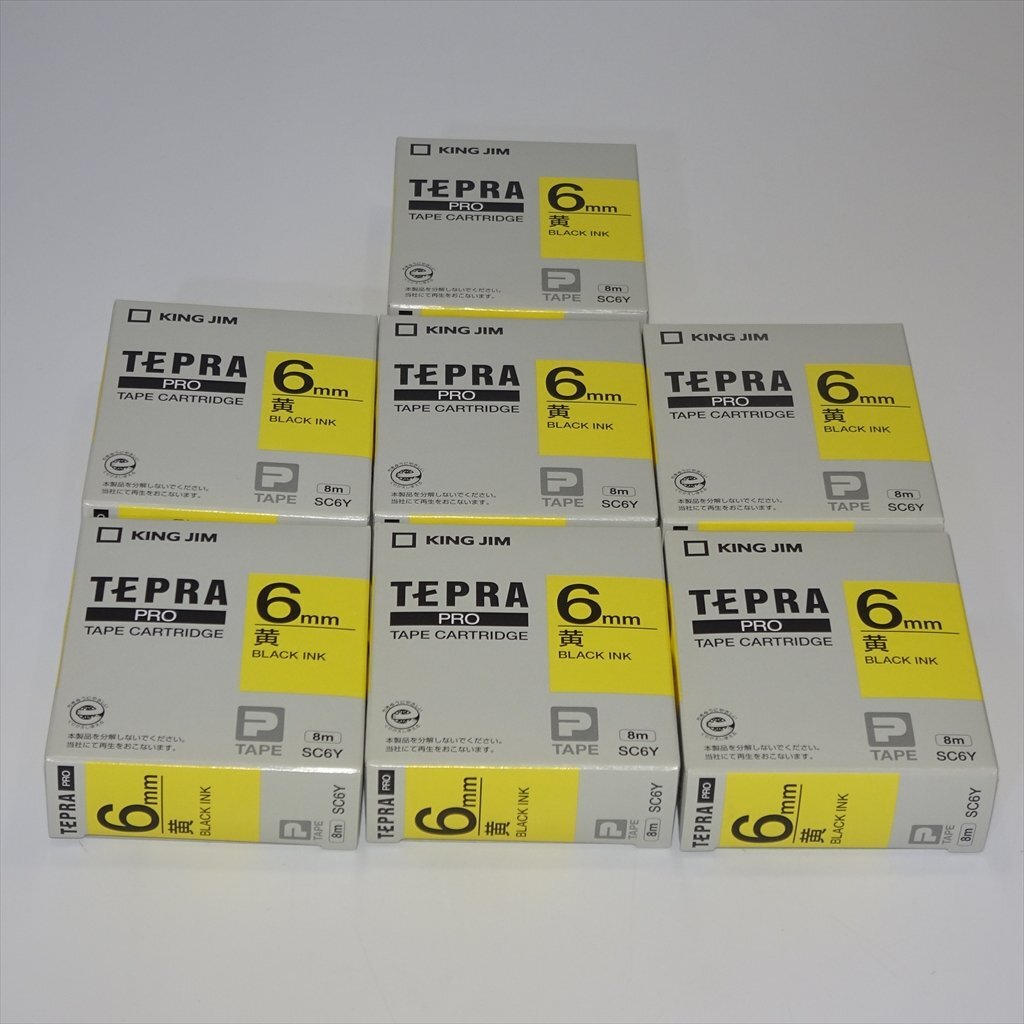 KING JIM
TEPRA
PRO
TAPE CARTRIDGE
6mm
黄
BLACK INK
本製品を分解しないでください。
当社にて再生をおこないます。
P
TAPE
8m
SC6Y
KING JIM
TEPRA
PRO
TAPE CARTRIDGE
6mm
黄
BLACK INK
本製品を分解しないでください。
当社にて再生をおこないます。
P
TAPE
8m
SC6Y
KING JIM
TEPRA
PRO
TAPE CARTRIDGE
6mm
黄
BLACK INK
本製品を分解しないでください。
当社にて再生をおこないます。
P
TAPE
8m
SC6Y
KING JIM
TEPRA
PRO
TAPE CARTRIDGE
6mm
黄
BLACK INK
本製品を分解しないでください。
当社にて再生をおこないます。
P
TAPE
8m
SC6Y
KING JIM
TEPRA
PRO
TAPE CARTRIDGE
6mm
黄
BLACK INK
本製品を分解しないでください。
当社にて再生をおこないます。
P
TAPE
8m
SC6Y
TEPRA PRO
6mm
黄
BLACK INK
P
TAPE
8m
SC6Y
KING JIM
TEPRA
PRO
TAPE CARTRIDGE
6mm
黄
BLACK INK
本製品を分解しないでください。
当社にて再生をおこないます。
P
TAPE
8m
SC6Y
TEPRA PRO
6mm
黄
BLACK INK
P
TAPE
8m
SC6Y
KING JIM
TEPRA
PRO
TAPE CARTRIDGE
6mm
黄
BLACK INK
本製品を分解しないでください。
当社にて再生をおこないます。
P
TAPE
8m
SC6Y
TEPRA PRO
6mm
黄
BLACK INK
P
TAPE
8m
SC6Y